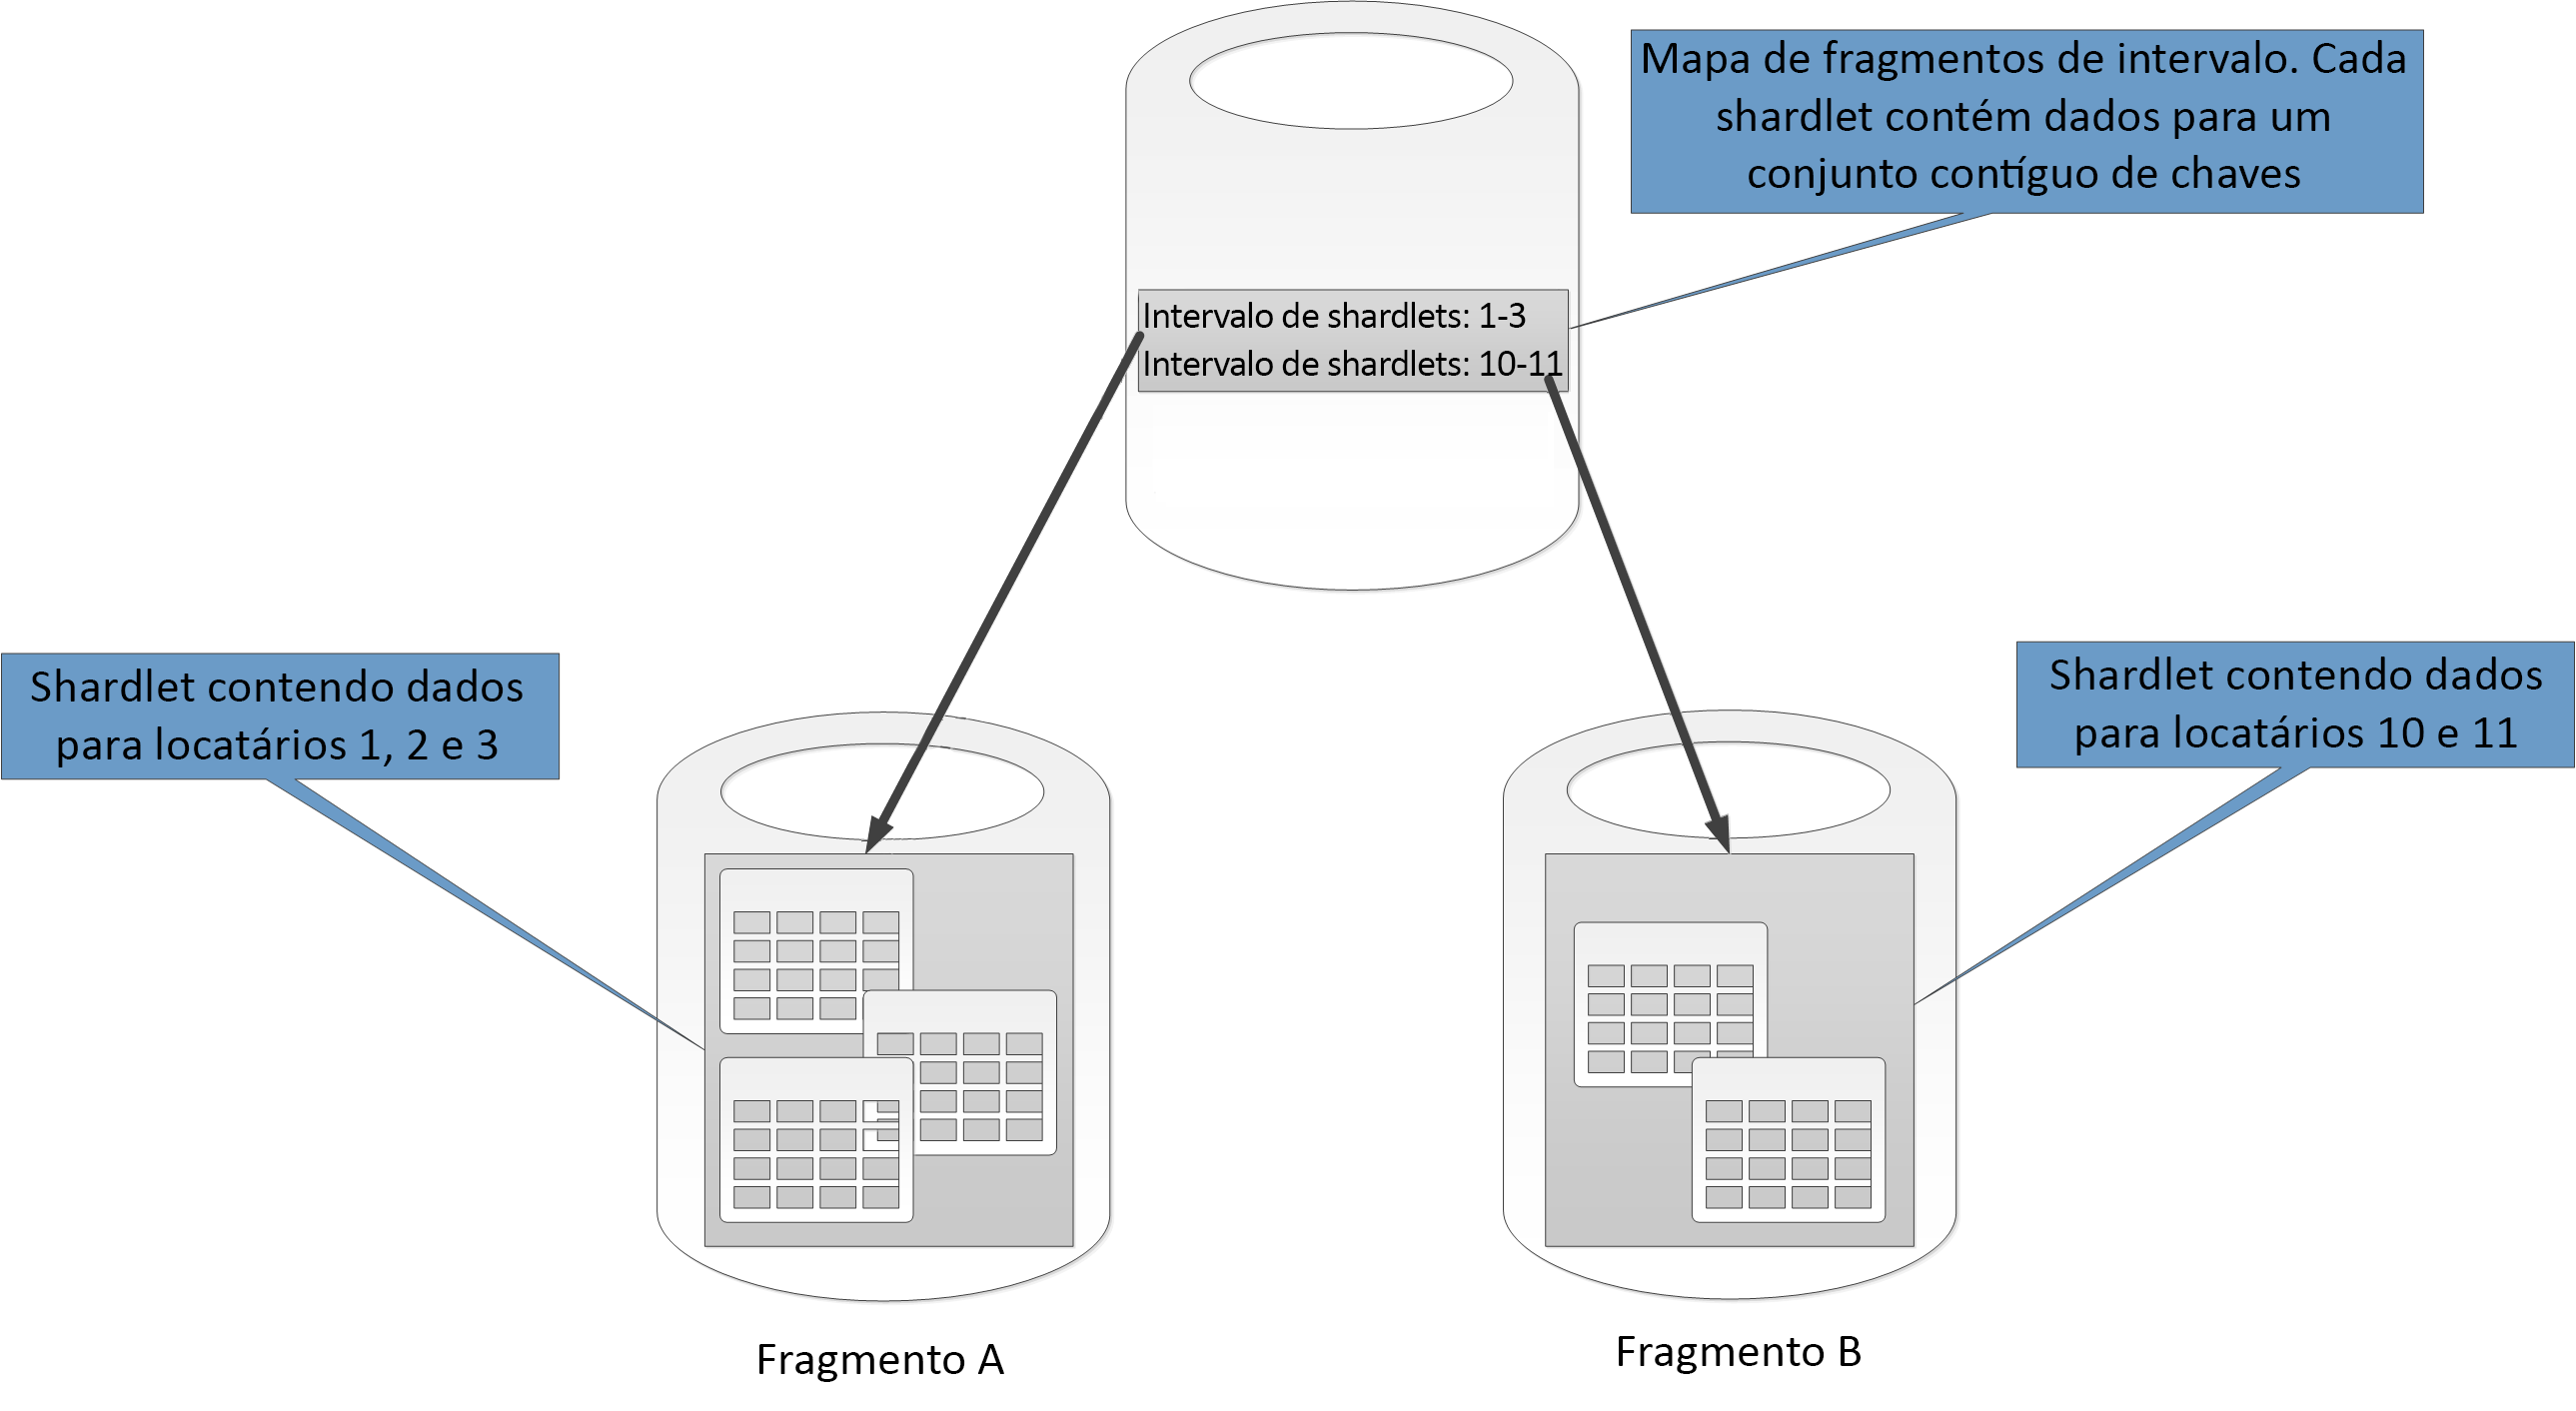 Mapa de fragmentos de intervalo. Cada
shardlet contém dados para um
conjunto contíguo de chaves
Intervalo de shardlets: 1-3
Intervalo de shardlets: 10-11
Shardlet contendo dados
para locatários 1, 2 e 3
Shardlet contendo dados
para locatários 10 e 11
Fragmento A
Fragmento B